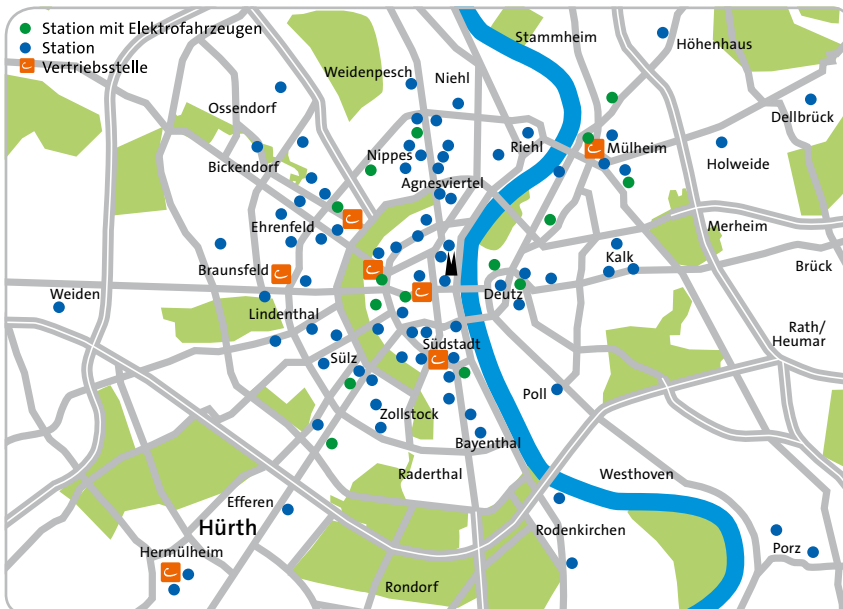 Station mit Elektrofahrzeugen
Station
Vertriebsstelle
Stammheim
Höhenhaus
Weidenpesch
Niehl
Ossendorf
Dellbrück
Nippes
Riehl
Mülheim
Holweide
Bickendorf
Agnesviertel
Ehrenfeld
Merheim
Braunsfeld
Kalk
Brück
Weiden
Deutz
Lindenthal
Rath/
Heumar
Südstadt
Sülz
Poll
Zollstock
Bayenthal
Raderthal
Westhoven
Efferen
Hürth
Rodenkirchen
Hermülheim
Porz
Rondorf